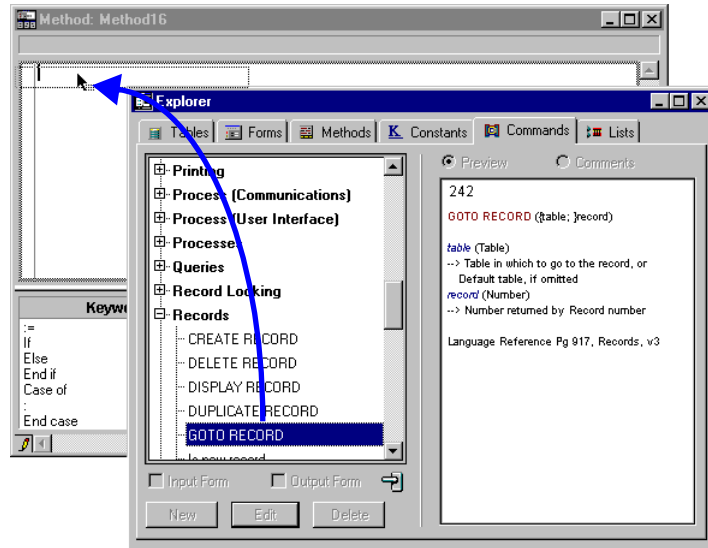 Method: Method16
Explorer
Tables Forms Methods K Constants Commands Lists
Printing
Process (Communications)
Process (User Interface)
Processes
Queries
Record Locking
Records
CREATE RECORD
DELETE RECORD
DISPLAY RECORD
DUPLICATE RECORD
GOTO RECORD
Is new record
Input Form Output Form
New Edit Delete
Preview Comments
242
GOTO RECORD ({table; }record)
table (Table)
--> Table in which to go to the record, or
Default table, if omitted
record (Number)
--> Number returned by Record number
Language Reference Pg 917, Records, v3
:=
If
Else
End if
Case of
:
End case